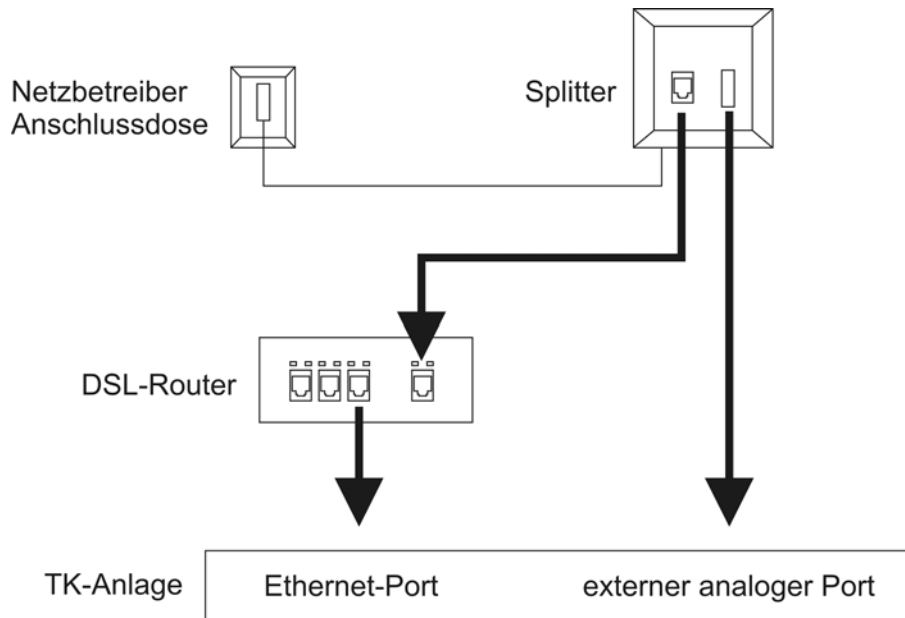 Netzbetreiber
Anschlussdose
Splitter
DSL-Router
TK-Anlage
Ethernet-Port
externer analoger Port